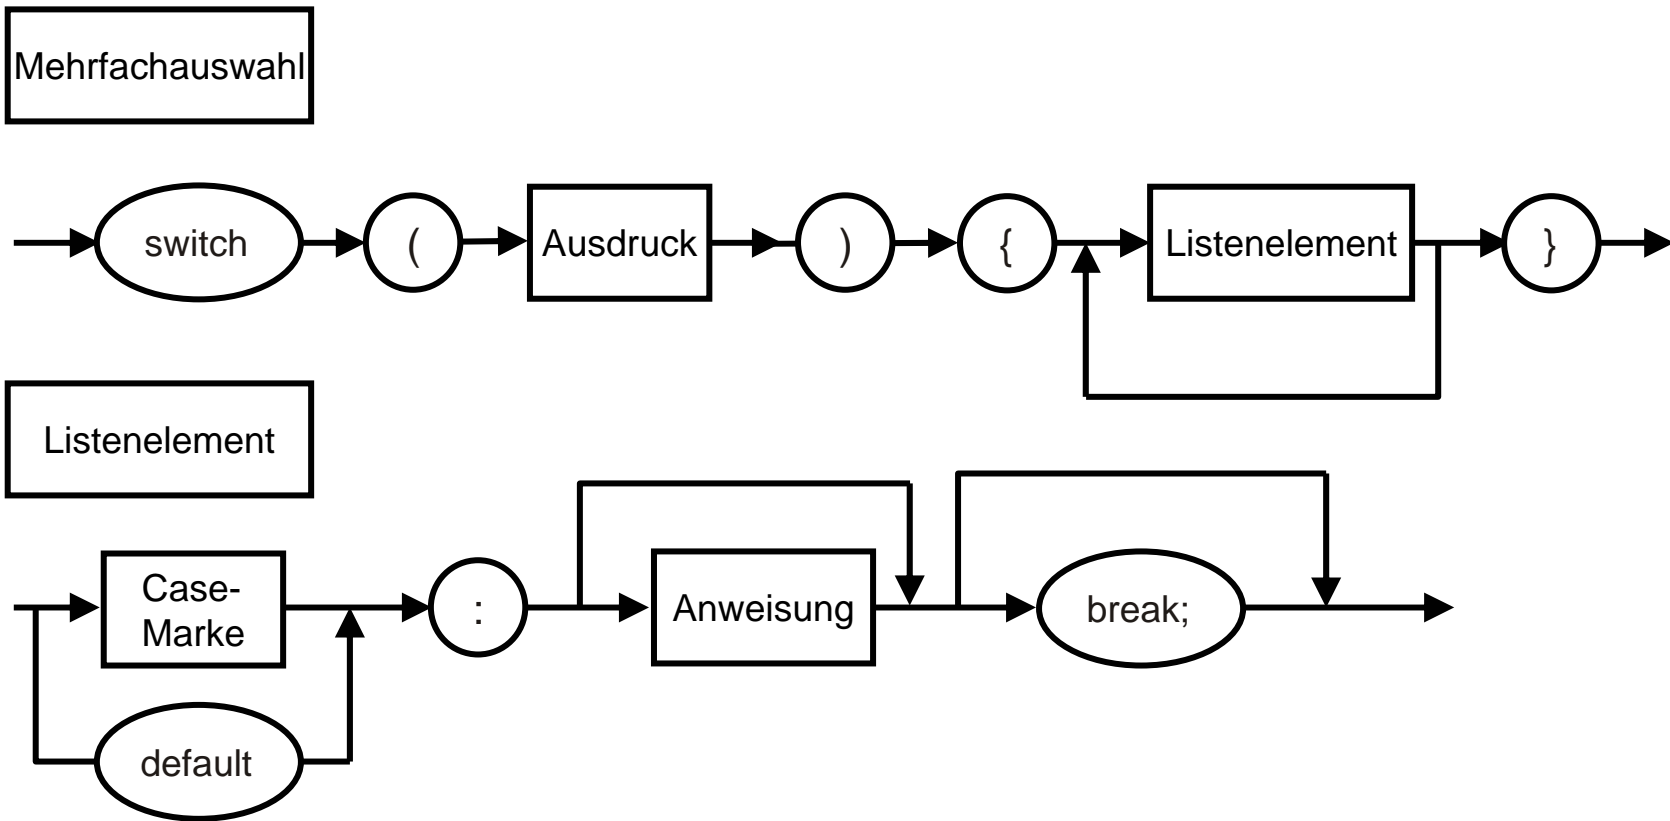 Mehrfachauswahl
switch ( Ausdruck ) { Listenelement }
Listenelement
Case-
Marke : Anweisung break;
default